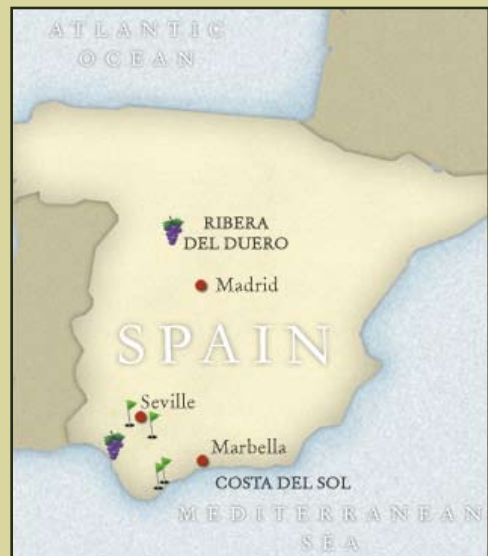 ATLANTIC
OCEAN
RIBERA
DEL DUERO
Madrid
SPAIN
Seville
Marbella
COSTA DEL SOL
MEDITERRANEAN
SEA